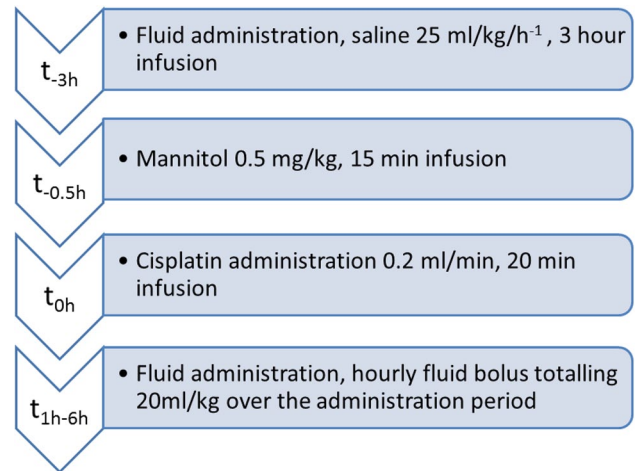 t-3h
• Fluid administration, saline 25 ml/kg/h-1 , 3 hour
infusion
t-0.5h
• Mannitol 0.5 mg/kg, 15 min infusion
t0h
• Cisplatin administration 0.2 ml/min, 20 min
infusion
t1h-6h
• Fluid administration, hourly fluid bolus totalling
20ml/kg over the administration period